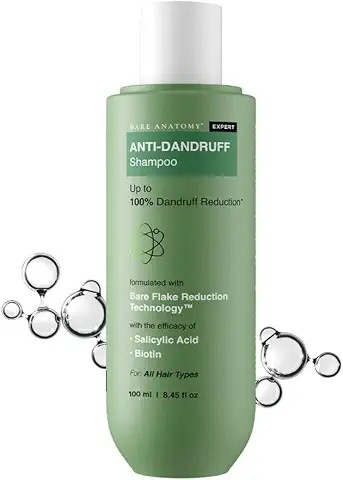 BARE ANATOMY® EXPERT
ANTI-DANDRUFF
Shampoo
Up to
100% Dandruff Reduction*
formulated with
Bare Flake Reduction
Technology™
with the efficacy of
• Salicylic Acid
• Biotin
For All Hair Types
100 ml | 8.45 fl oz